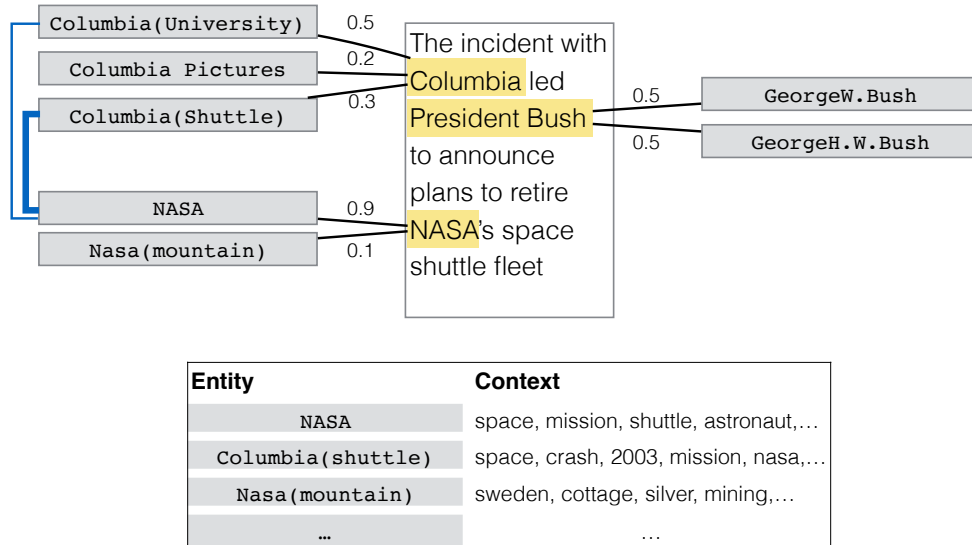 Columbia(University)
0.5
Columbia Pictures
0.2
Columbia(Shuttle)
0.3
NASA
0.9
Nasa(mountain)
0.1
The incident with
Columbia led
President Bush
to announce
plans to retire
NASA's space
shuttle fleet
0.5
GeorgeW.Bush
0.5
GeorgeH.W.Bush
Entity Context
NASA space, mission, shuttle, astronaut,…
Columbia(shuttle) space, crash, 2003, mission, nasa,…
Nasa(mountain) sweden, cottage, silver, mining,…
… …